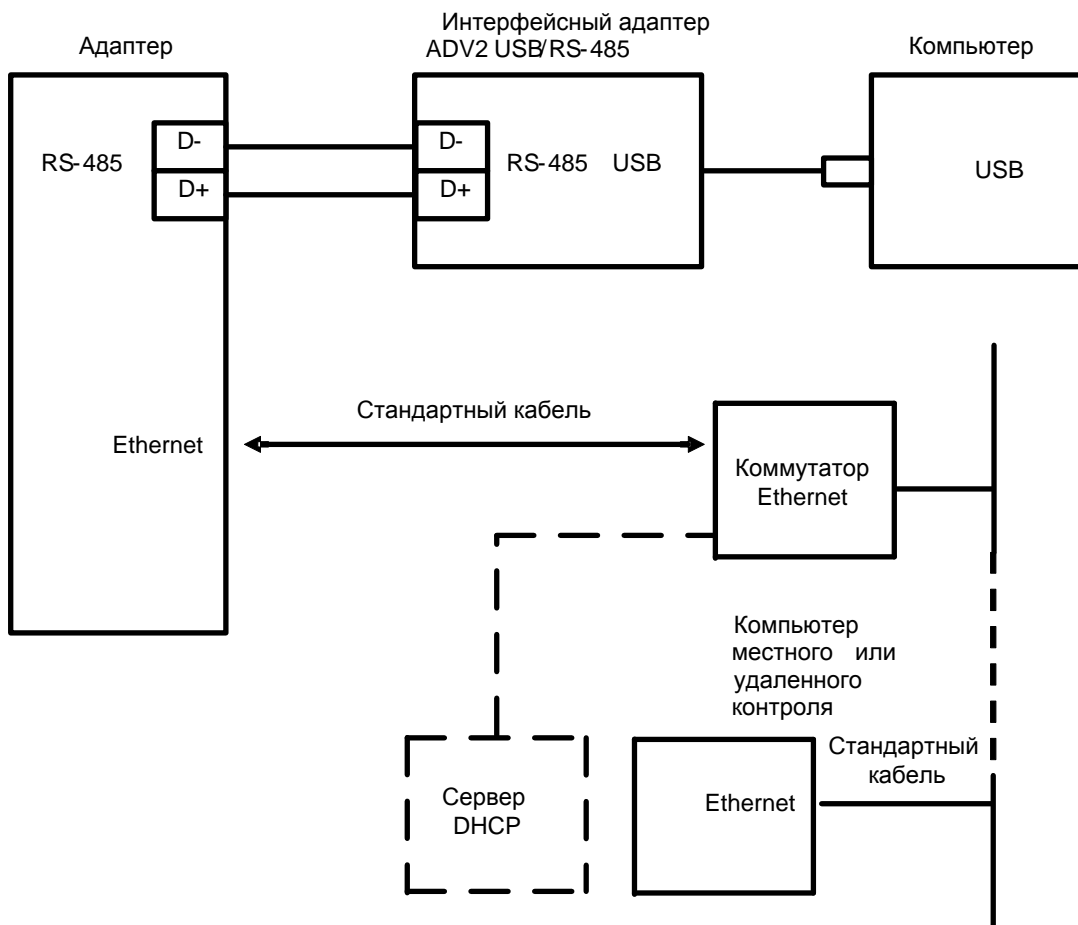 Адаптер
Интерфейсный адаптер
ADV2 USB/RS-485
Компьютер
RS-485
D-
D+
D-
D+
RS-485 USB
USB
Ethernet
Стандартный кабель
Коммутатор
Ethernet
Компьютер
местного или
удаленного
контроля
Стандартный
кабель
Сервер
DHCP
Ethernet